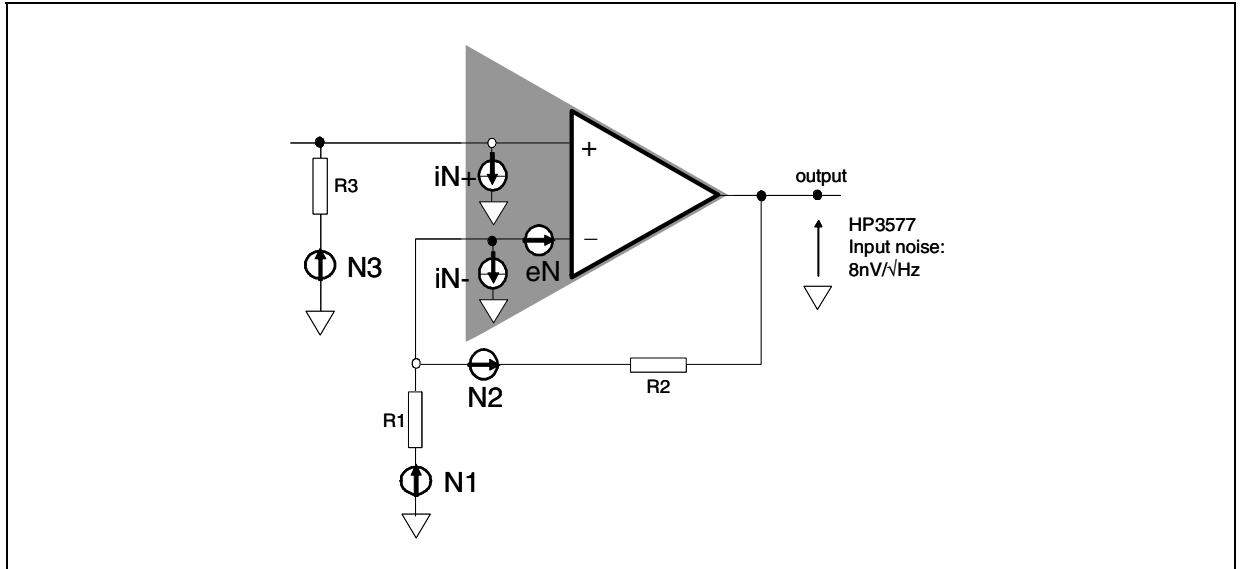 output
+
iN+
R3
HP3577
Input noise:
8nV/√Hz
−
eN
N3
iN-
N2
R2
R1
N1